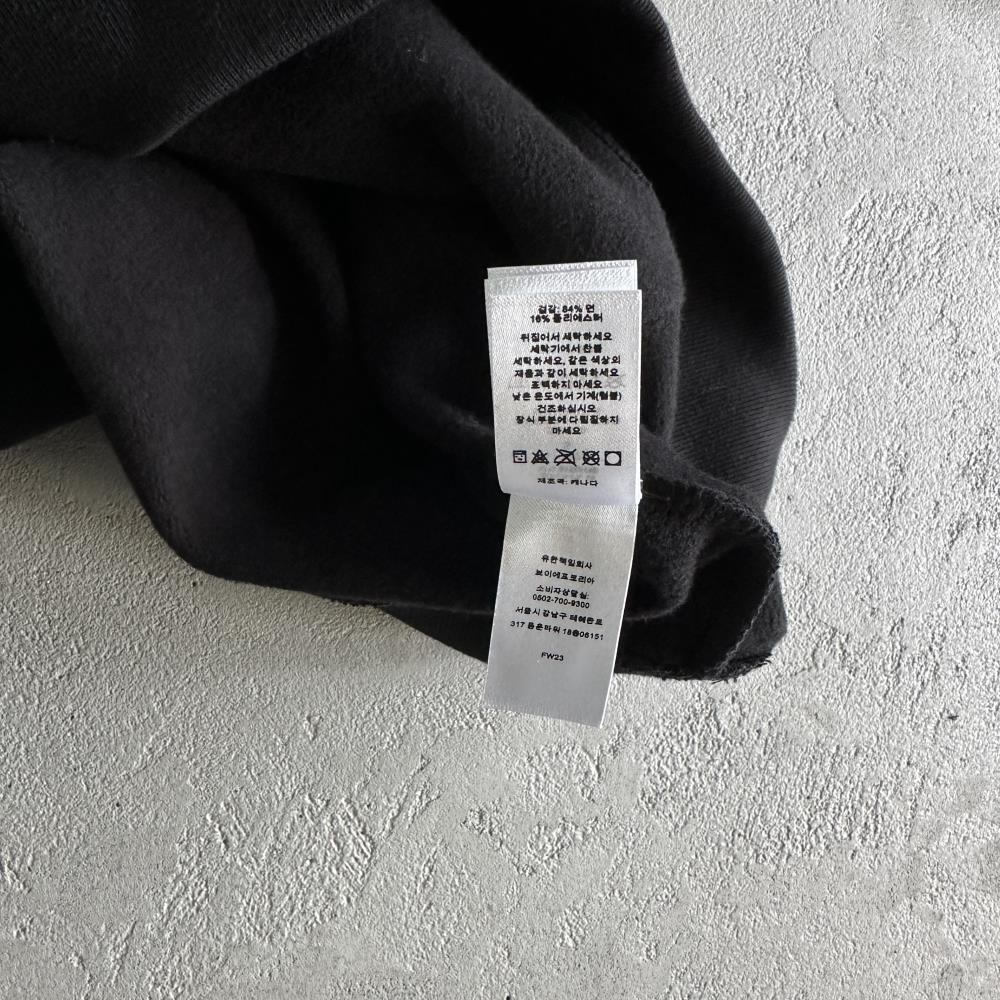 겉감: 84% 면
16% 폴리에스터
뒤집어서 세탁하세요
세탁기에서 찬물
세탁하세요, 같은 색상의
제품과 같이 세탁하세요
표백하지 마세요
낮은 온도에서 기계(텀블)
건조하십시오
장식 부분에 다림질하지
마세요
제조국: 캐나다
유한책임회사
브이에프코리아
소비자상담실:
0502-700-9300
서울시 강남구 테헤란로
317 동훈타워 18층06151
FW23